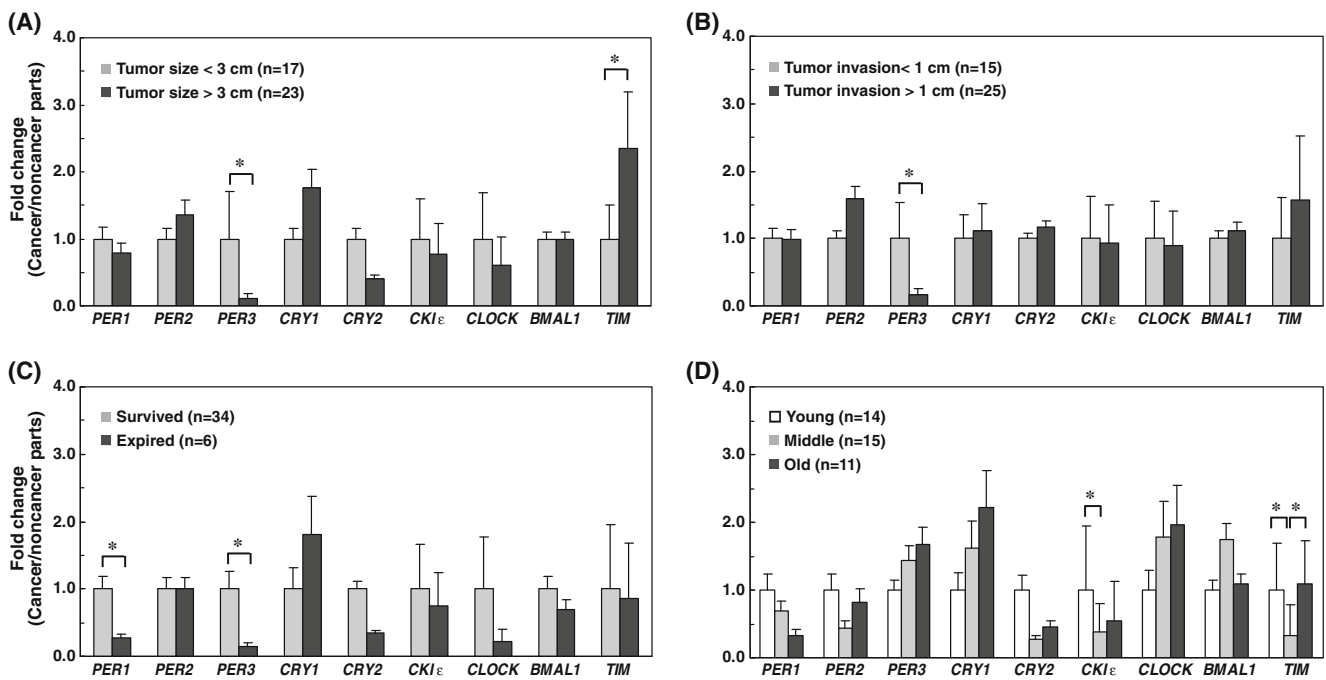 (A)
Fold change
(Cancer/noncancer parts)
4.0
3.0
2.0
1.0
0.0
Tumor size < 3 cm (n=17)
Tumor size > 3 cm (n=23)
*
*
PER1 PER2 PER3 CRY1 CRY2 CKIε CLOCK BMAL1 TIM
(B)
4.0
3.0
2.0
1.0
0.0
Tumor invasion< 1 cm (n=15)
Tumor invasion > 1 cm (n=25)
*
PER1 PER2 PER3 CRY1 CRY2 CKIε CLOCK BMAL1 TIM
(C)
Fold change
(Cancer/noncancer parts)
4.0
3.0
2.0
1.0
0.0
Survived (n=34)
Expired (n=6)
*
*
PER1 PER2 PER3 CRY1 CRY2 CKIε CLOCK BMAL1 TIM
(D)
4.0
3.0
2.0
1.0
0.0
Young (n=14)
Middle (n=15)
Old (n=11)
*
* *
PER1 PER2 PER3 CRY1 CRY2 CKIε CLOCK BMAL1 TIM